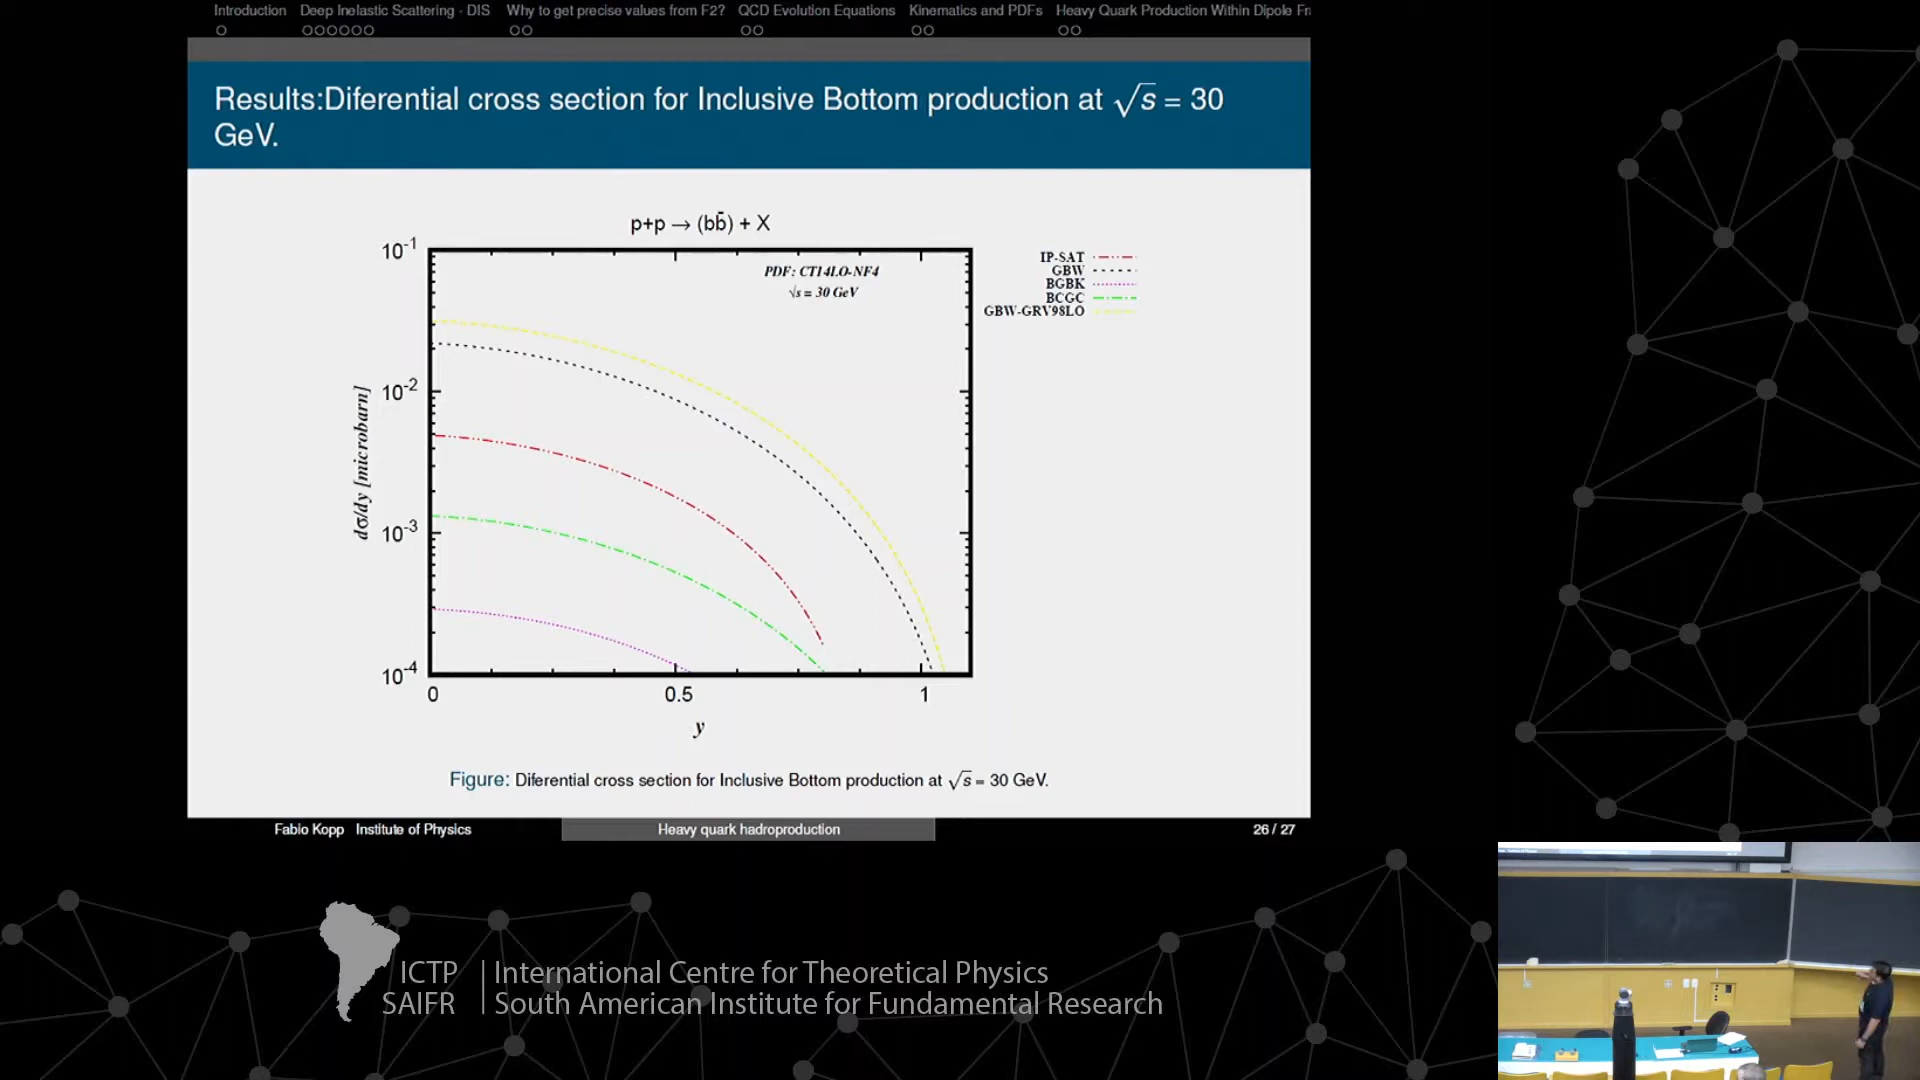 Introduction Deep Inelastic Scattering - DIS Why to get precise values from F2? QCD Evolution Equations Kinematics and PDFs Heavy Quark Production Within Dipole Fr
Results:Diferential cross section for Inclusive Bottom production at √s = 30
GeV.
p+p → (bb̄) + X
PDF: CT14LO-NF4
√s = 30 GeV
IP-SAT
GBW
BGBK
BCGC
GBW-GRV98LO
10⁻¹
10⁻²
10⁻³
10⁻⁴
dσ/dy [microbarn]
0 0.5 1
y
Figure: Diferential cross section for Inclusive Bottom production at √s = 30 GeV.
Fabio Kopp Institute of Physics Heavy quark hadroproduction 26 / 27
ICTP International Centre for Theoretical Physics
SAIFR South American Institute for Fundamental Research